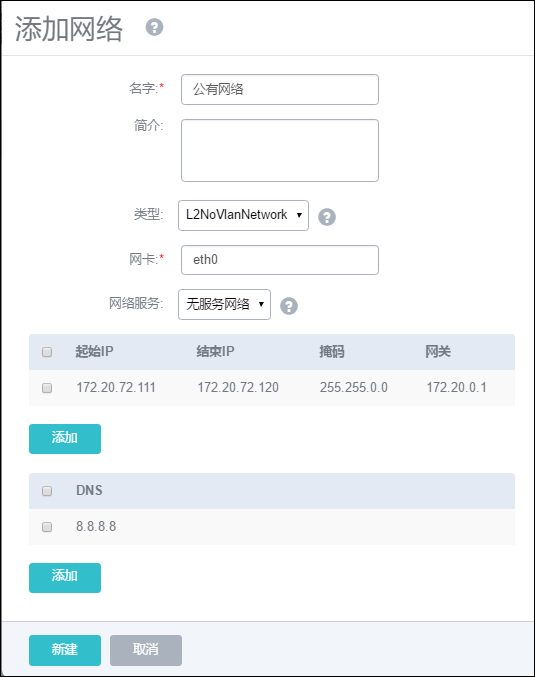 添加网络 ?
名字:* 公有网络
简介:
类型: L2NoVlanNetwork ?
网卡:* eth0
网络服务: 无服务网络 ?
起始IP 结束IP 掩码 网关
172.20.72.111 172.20.72.120 255.255.0.0 172.20.0.1
添加
DNS
8.8.8.8
添加
新建 取消